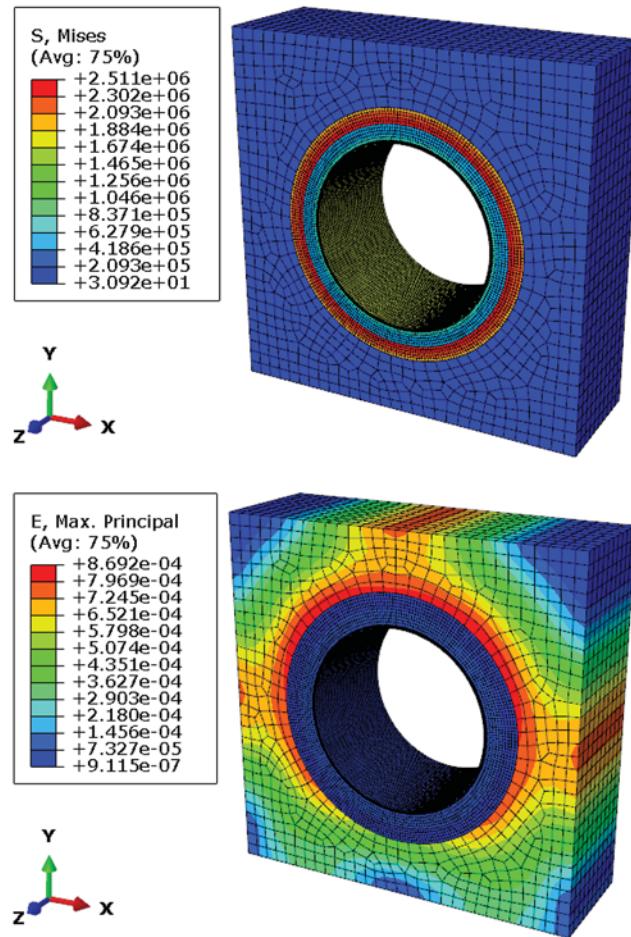 S, Mises
(Avg: 75%)
+2.511e+06
+2.302e+06
+2.093e+06
+1.884e+06
+1.674e+06
+1.465e+06
+1.256e+06
+1.046e+06
+8.371e+05
+6.279e+05
+4.186e+05
+2.093e+05
+3.092e+01
Y
Z
X
E, Max. Principal
(Avg: 75%)
+8.692e-04
+7.969e-04
+7.245e-04
+6.521e-04
+5.798e-04
+5.074e-04
+4.351e-04
+3.627e-04
+2.903e-04
+2.180e-04
+1.456e-04
+7.327e-05
+9.115e-07
Y
Z
X